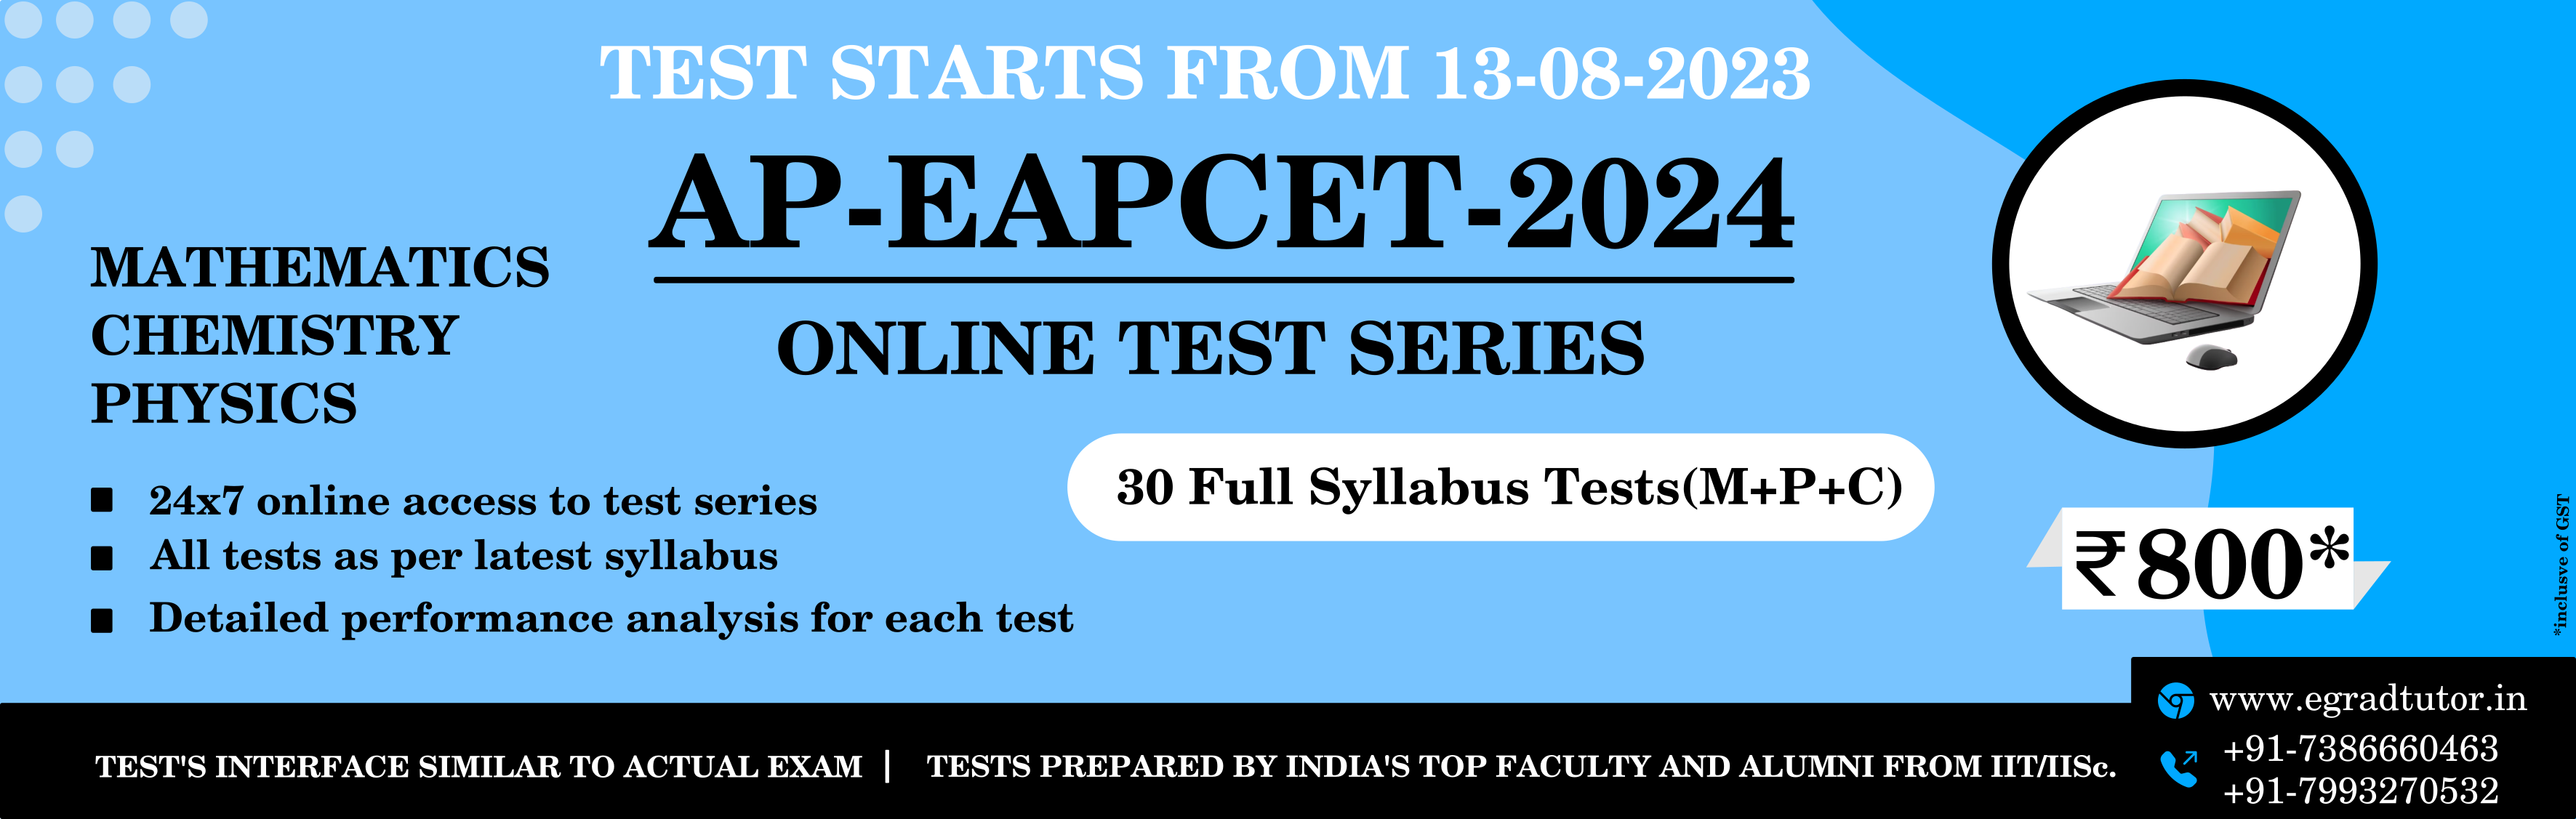 TEST STARTS FROM 13-08-2023
AP-EAPCET-2024
ONLINE TEST SERIES
MATHEMATICS
CHEMISTRY
PHYSICS
24x7 online access to test series
All tests as per latest syllabus
Detailed performance analysis for each test
30 Full Syllabus Tests(M+P+C)
₹800*
*inclusve of GST
TEST'S INTERFACE SIMILAR TO ACTUAL EXAM | TESTS PREPARED BY INDIA'S TOP FACULTY AND ALUMNI FROM IIT/IISc.
www.egradtutor.in
+91-7386660463
+91-7993270532